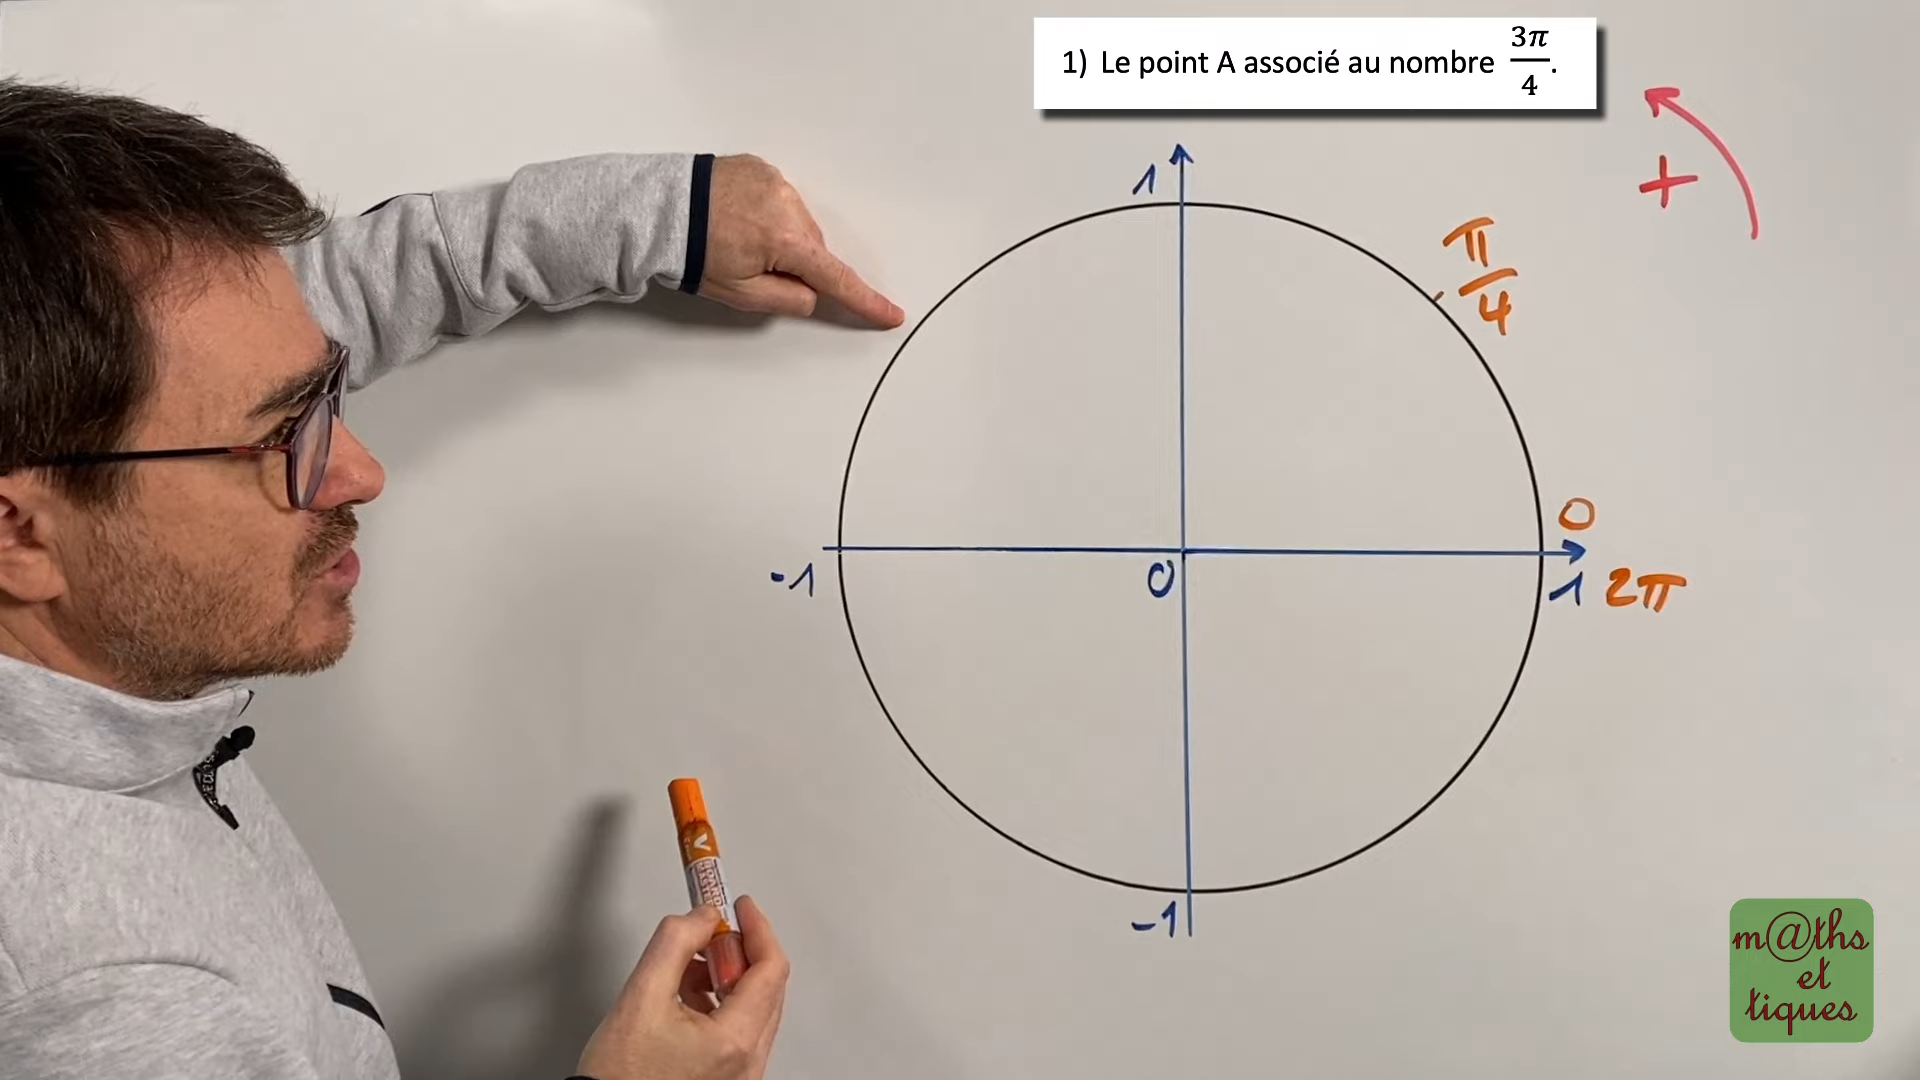 1) Le point A associé au nombre 3π/4.
+
1
π/4
0
-1
0
1 2π
-1
m@ths
et
tiques